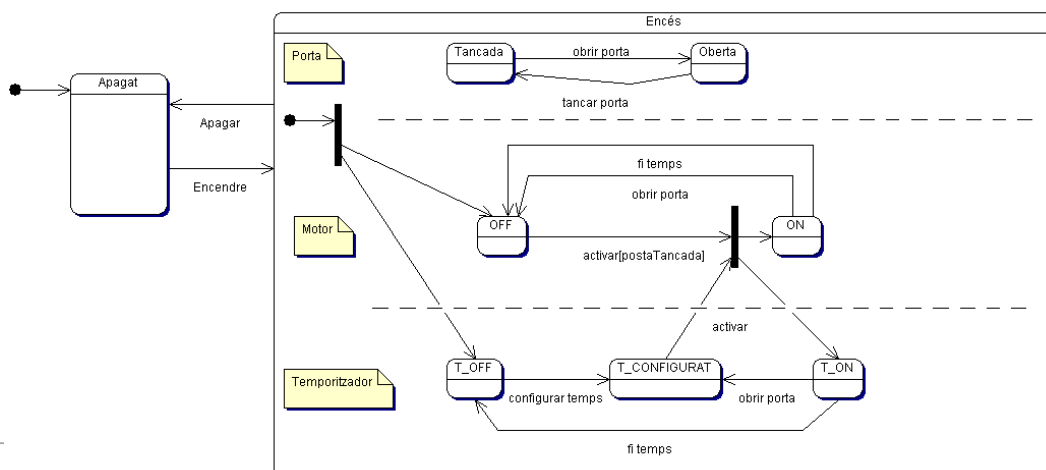 Encés
Porta
Tancada
obrir porta
Oberta
tancar porta
Apagat
Apagar
Encendre
fi temps
obrir porta
Motor
OFF
ON
activar[postaTancada]
activar
Temporitzador
T_OFF
T_CONFIGURAT
T_ON
configurar temps
obrir porta
fi temps